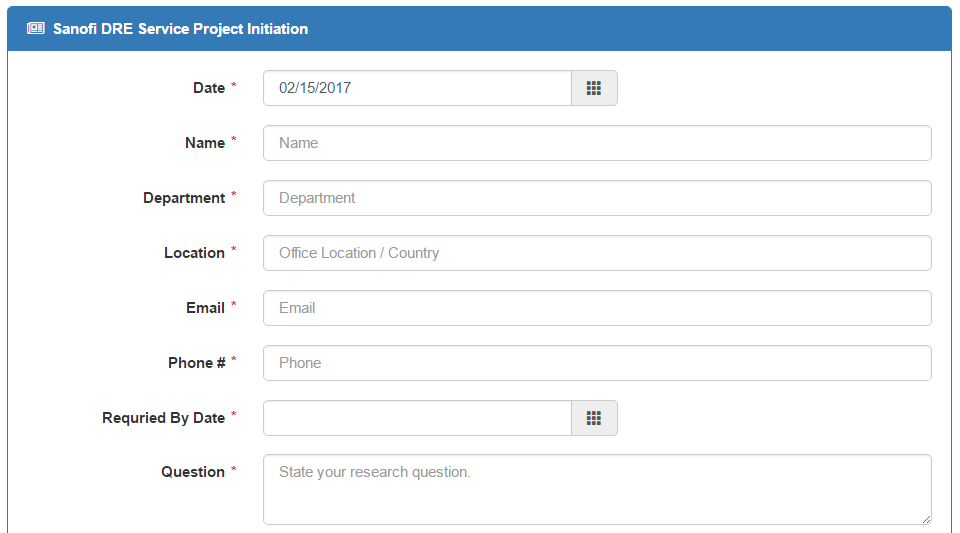 Sanofi DRE Service Project Initiation
Date * 02/15/2017
Name * Name
Department * Department
Location * Office Location / Country
Email * Email
Phone # * Phone
Requried By Date *
Question * State your research question.